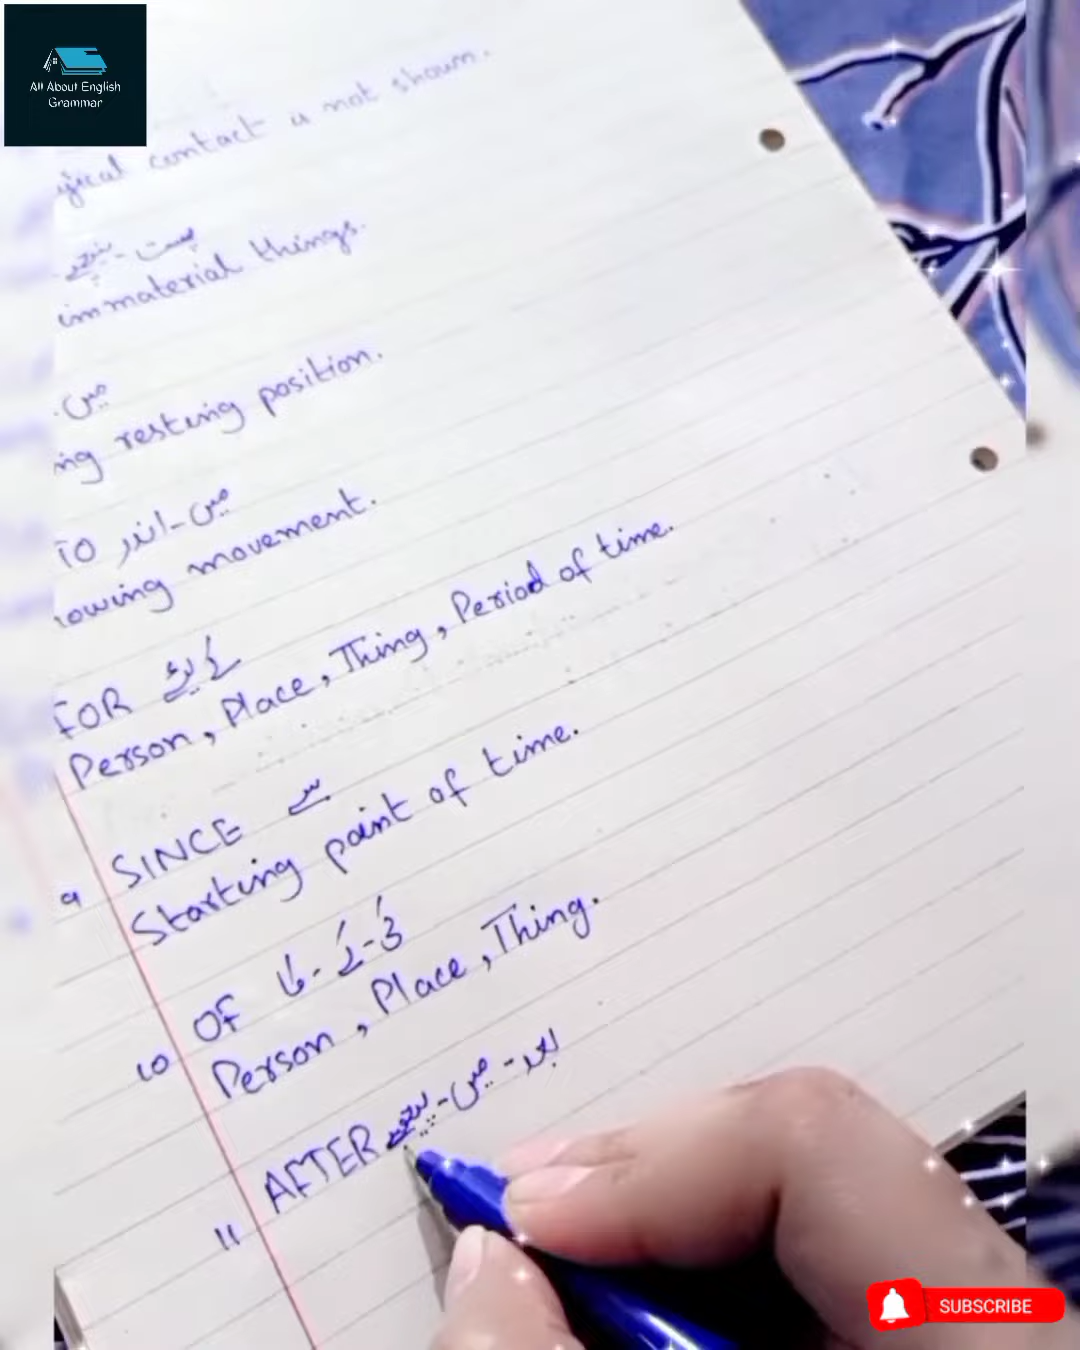 All About English
Grammar
contact is not shown.
immaterial things.
میں
ng resting position.
TO میں-اندر
lowing movement.
FOR کے لیے
Person, Place, Thing, Period of time.
9 SINCE سے
Starting point of time.
10 OF کا-کے-کی
Person, Place, Thing.
11 AFTER پیچھے-میں-بعد
SUBSCRIBE